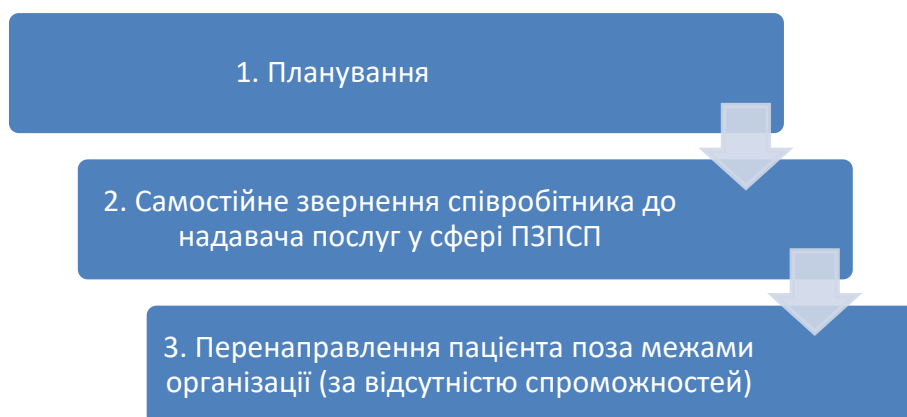 1. Планування
2. Самостійне звернення співробітника до
надавача послуг у сфері ПЗПСП
3. Перенаправлення пацієнта поза межами
організації (за відсутністю спроможностей)